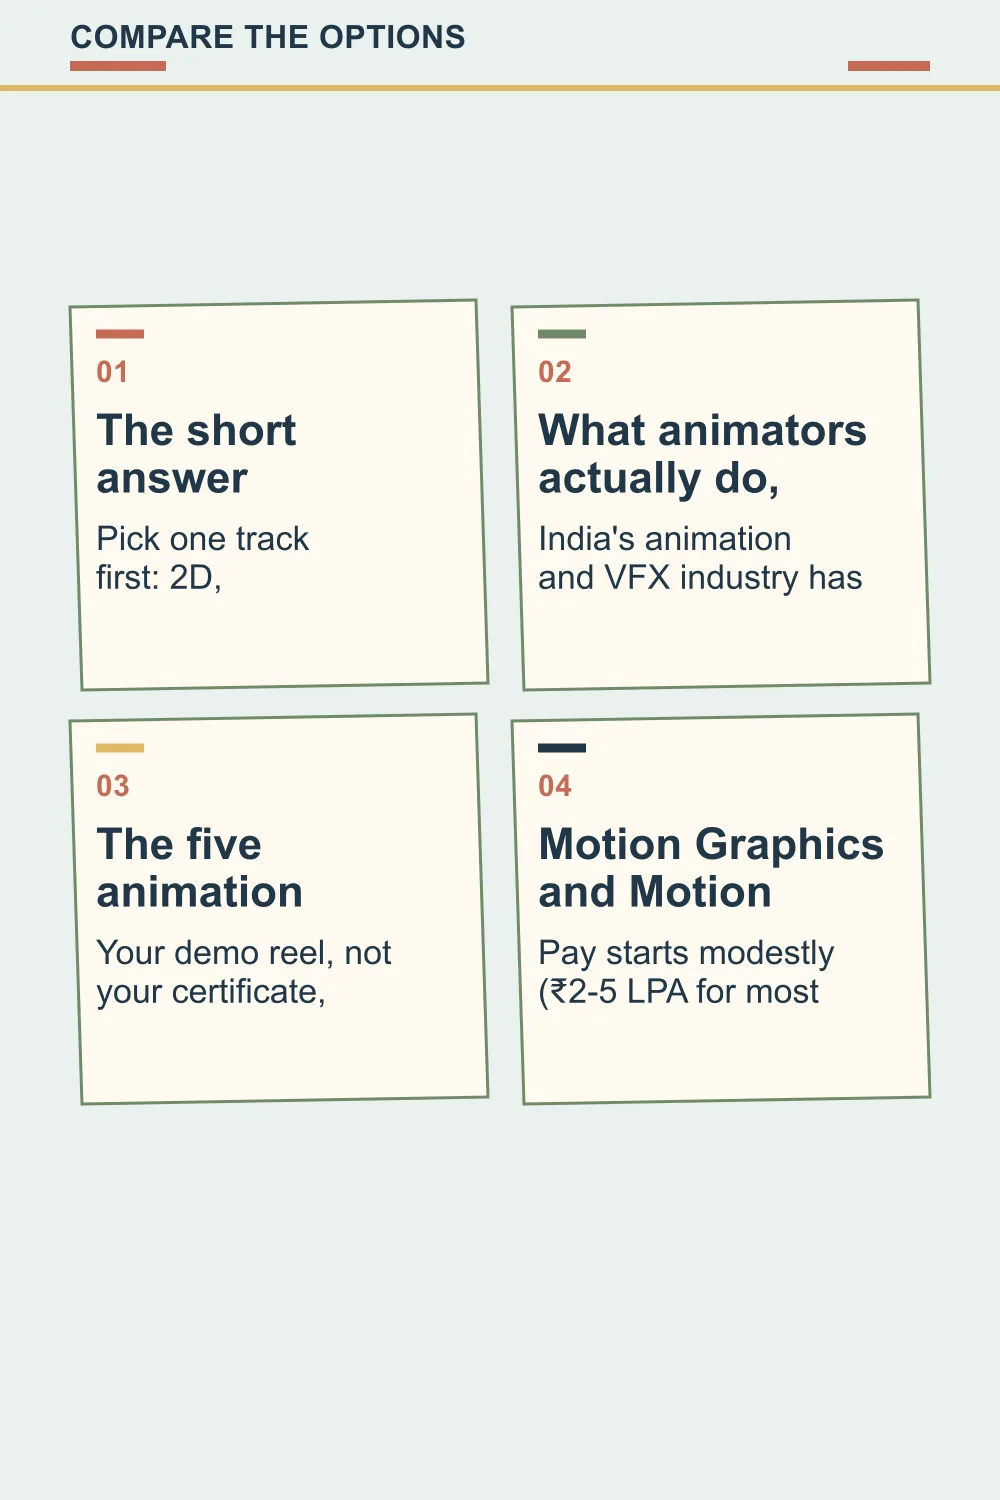 COMPARE THE OPTIONS
01
The short
answer
Pick one track
first: 2D,
02
What animators
actually do,
India's animation
and VFX industry has
03
The five
animation
Your demo reel, not
your certificate,
04
Motion Graphics
and Motion
Pay starts modestly
(₹2-5 LPA for most